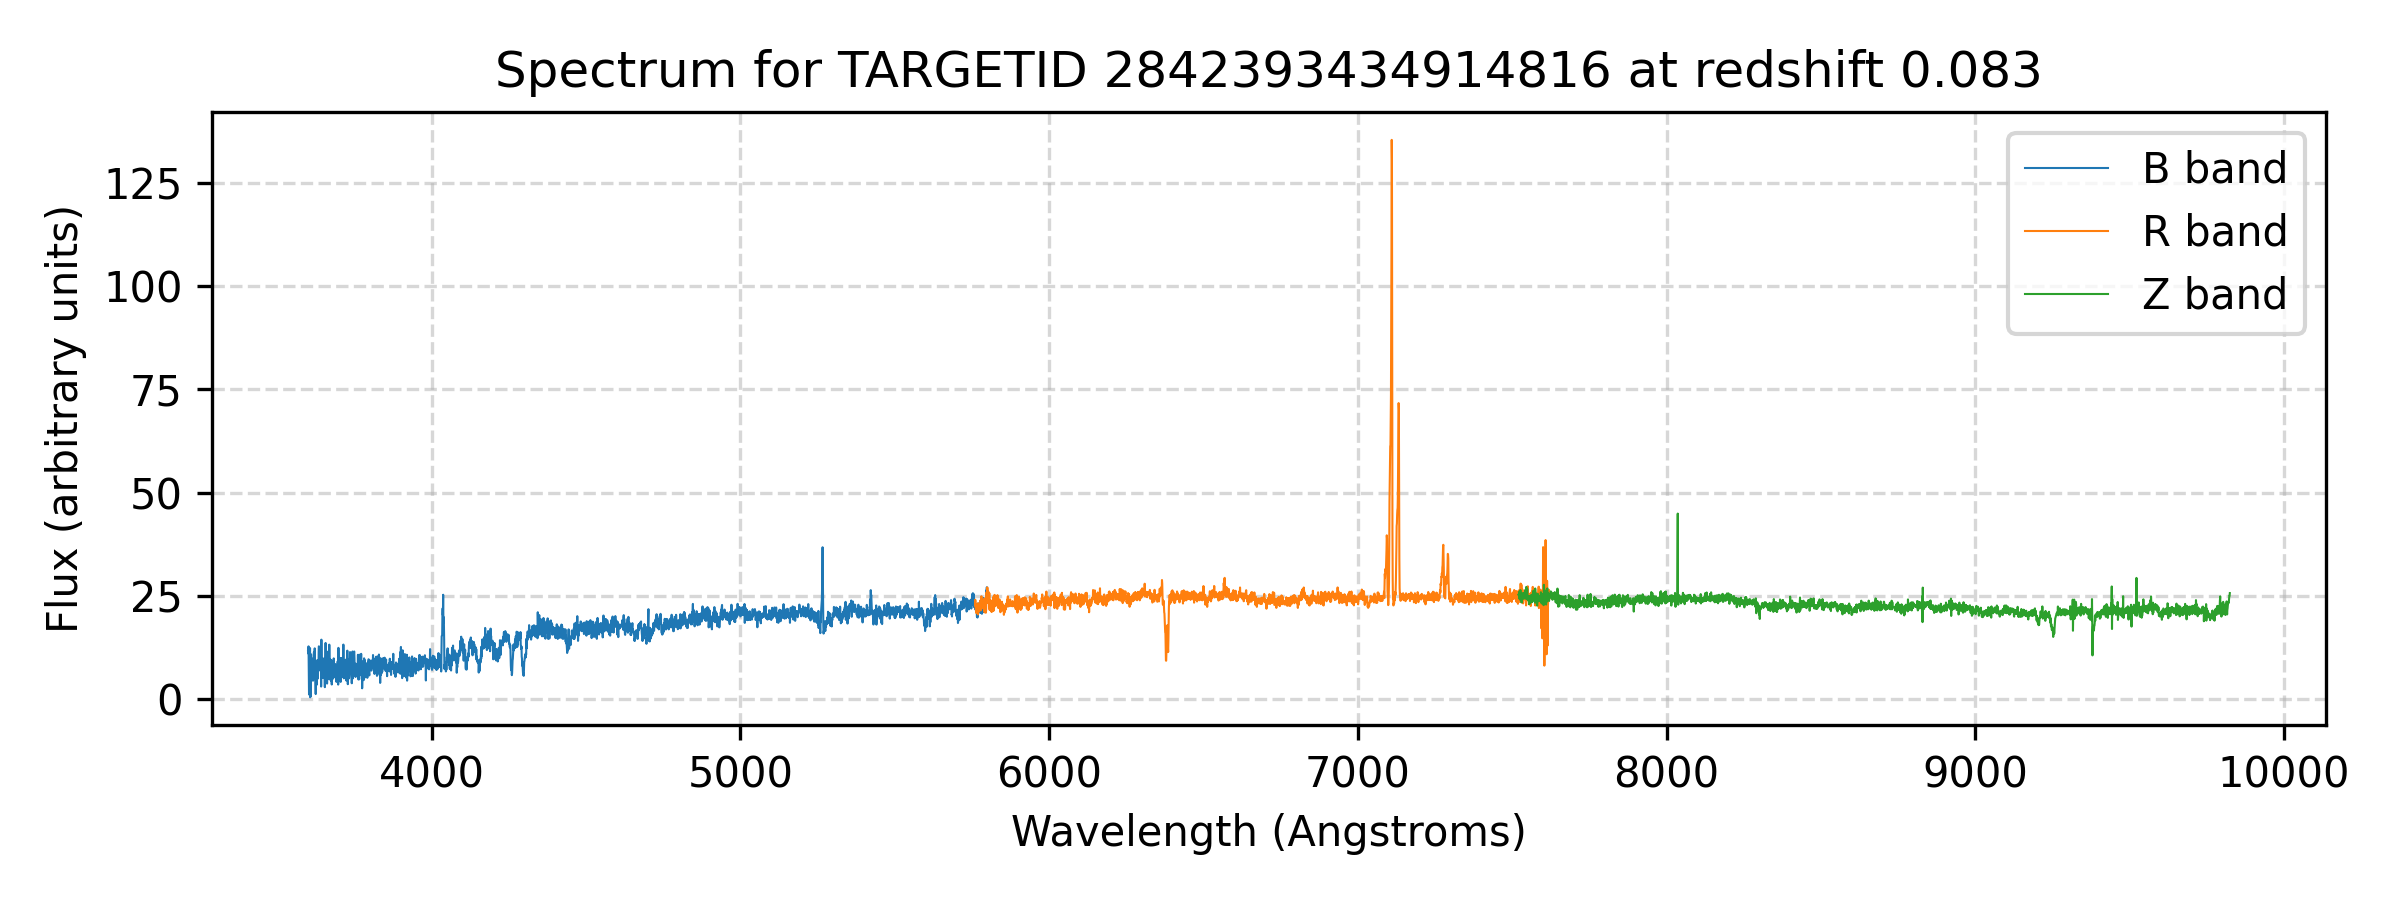 Spectrum for TARGETID 2842393434914816 at redshift 0.083
B band
R band
Z band
Flux (arbitrary units)
125
100
75
50
25
0
4000 5000 6000 7000 8000 9000 10000
Wavelength (Angstroms)